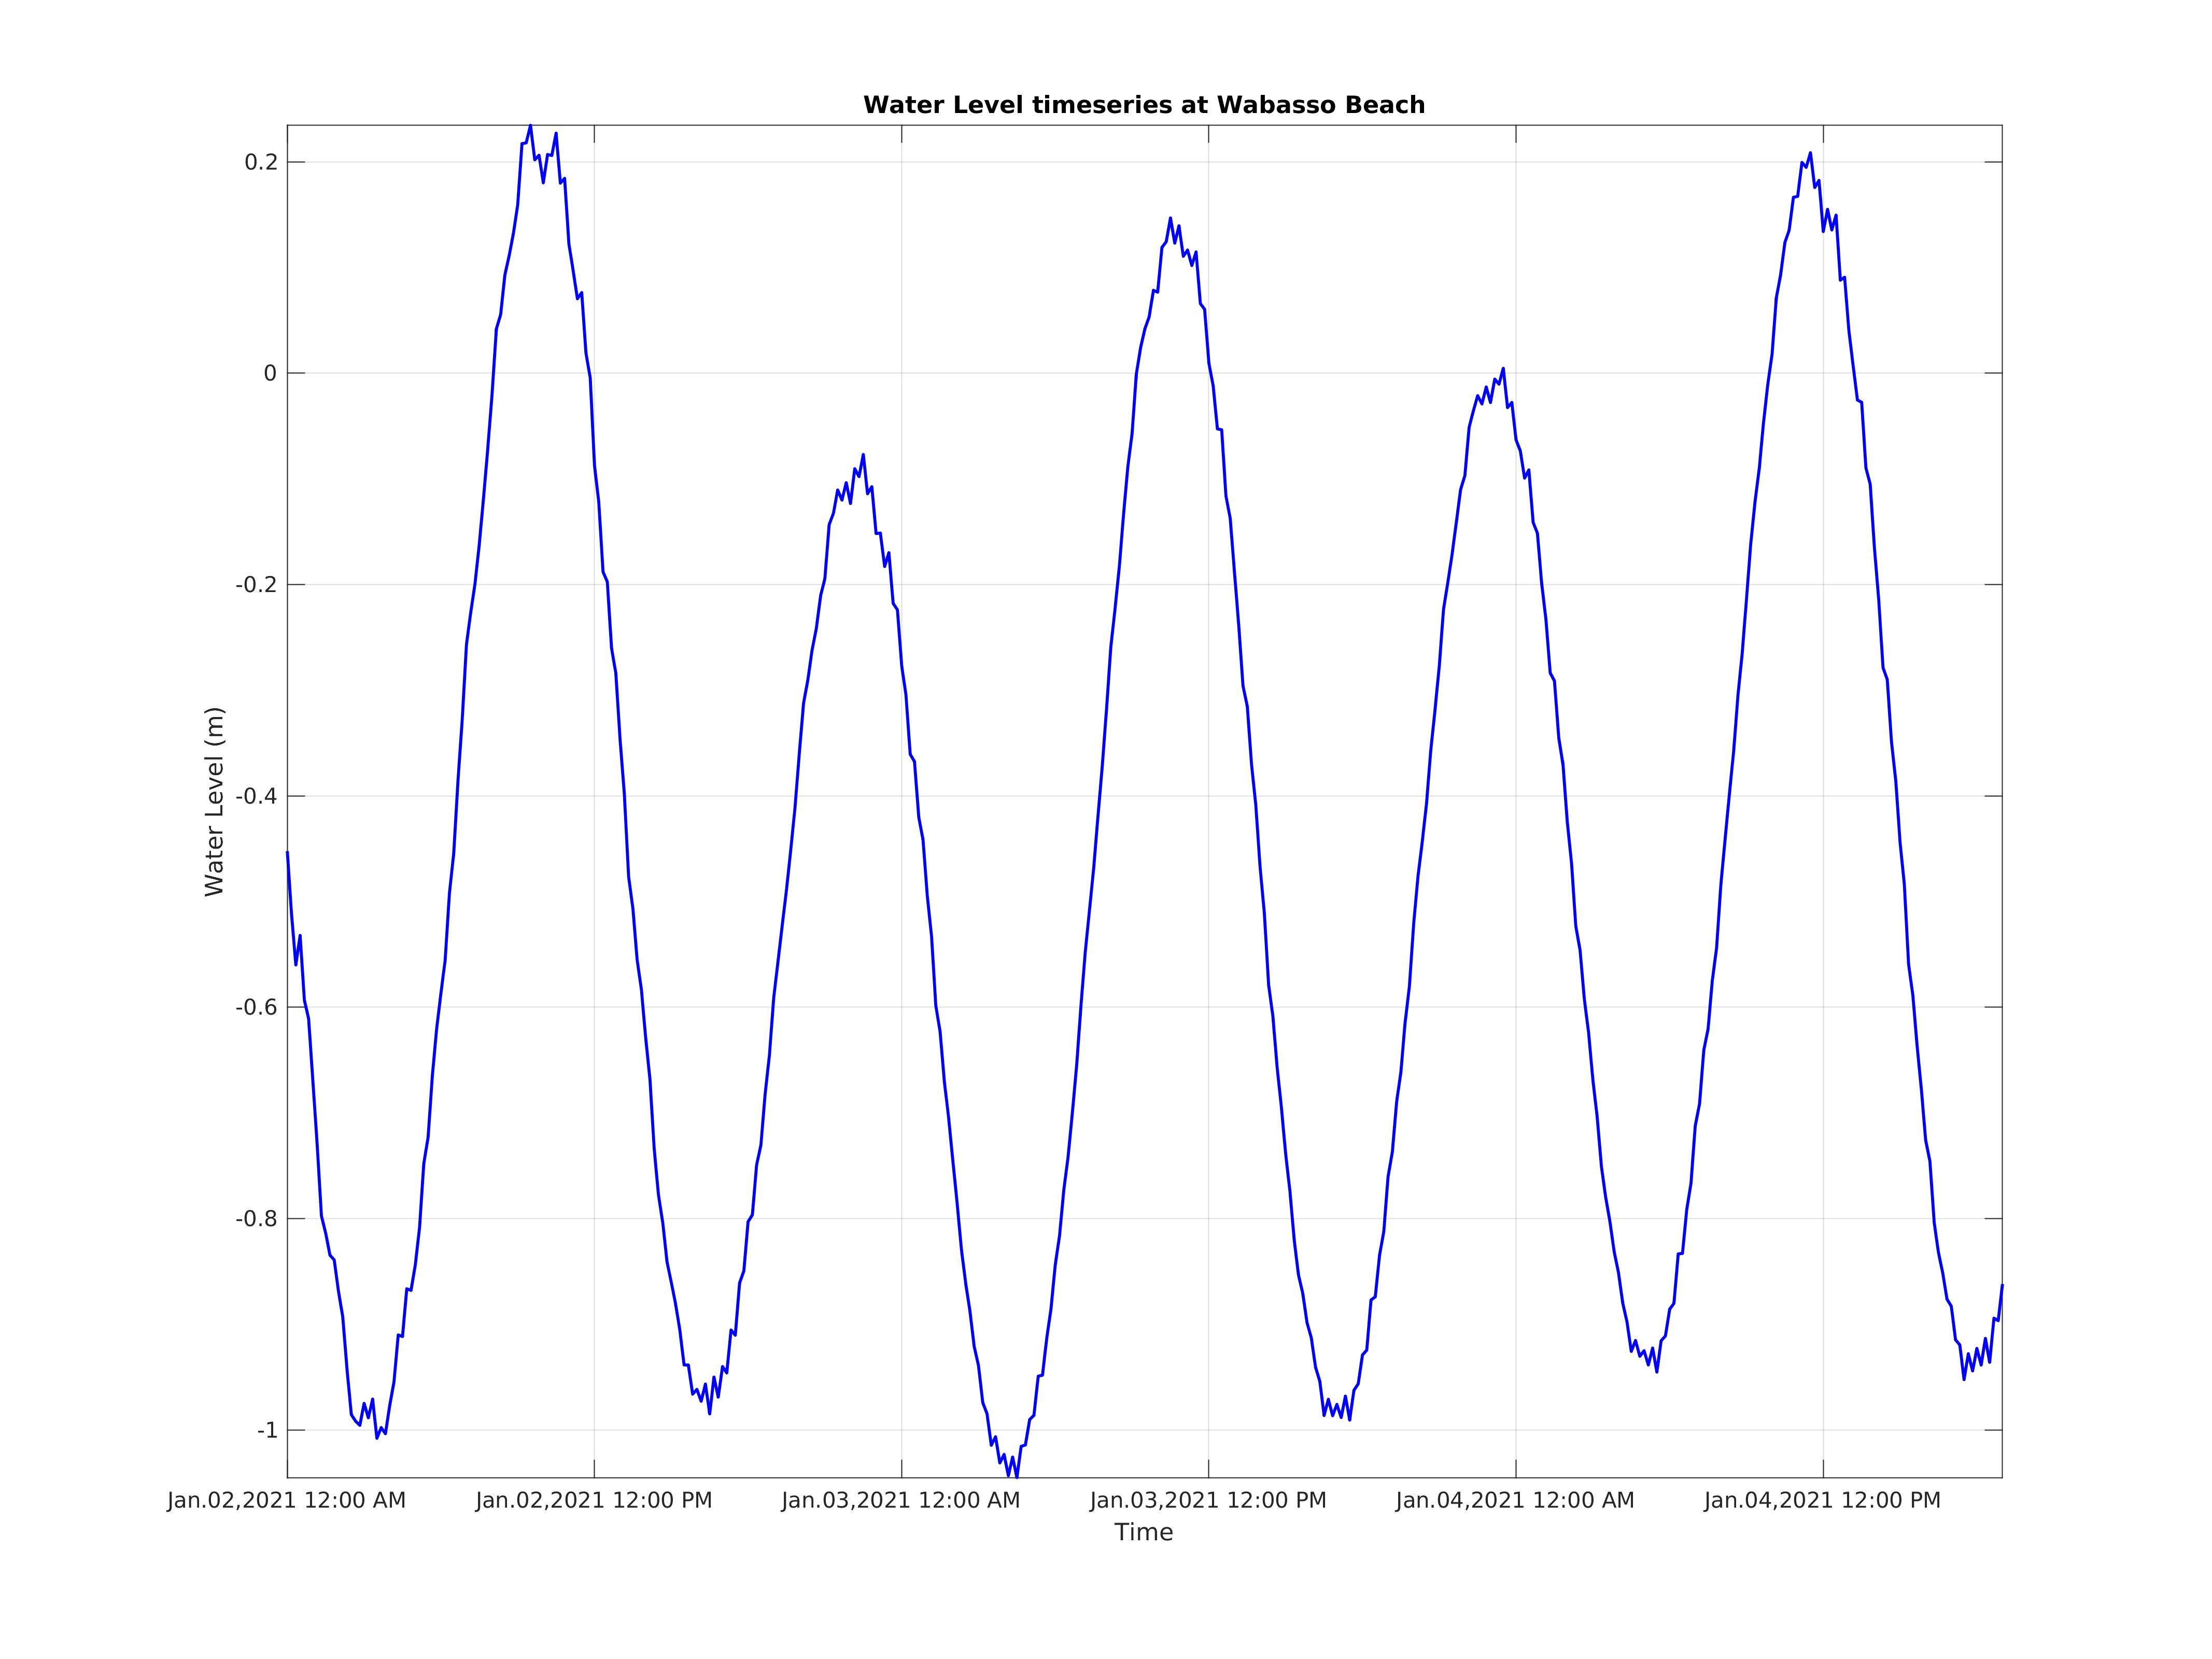 Water Level timeseries at Wabasso Beach
0.2
0
-0.2
-0.4
-0.6
-0.8
-1
Water Level (m)
Jan.02,2021 12:00 AM
Jan.02,2021 12:00 PM
Jan.03,2021 12:00 AM
Jan.03,2021 12:00 PM
Jan.04,2021 12:00 AM
Jan.04,2021 12:00 PM
Time